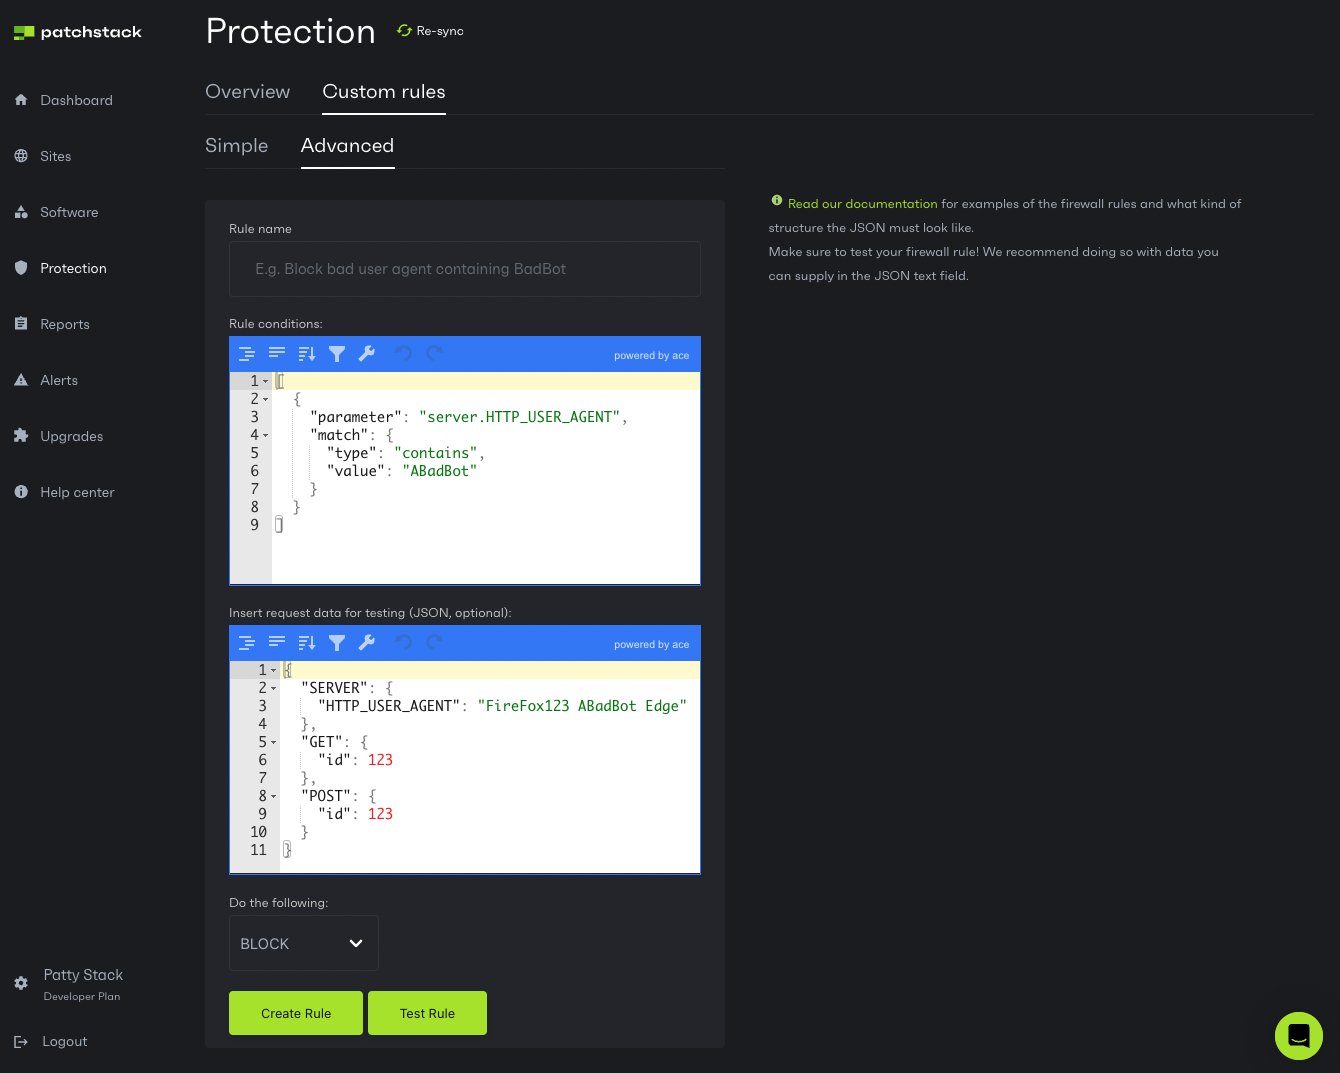 patchstack
Protection
Re-sync
Dashboard
Sites
Software
Protection
Reports
Alerts
Upgrades
Help center
Patty Stack
Developer Plan
Logout
Overview
Custom rules
Simple
Advanced
Rule name
E.g. Block bad user agent containing BadBot
Rule conditions:
powered by ace
1 [
2 {
3 "parameter": "server.HTTP_USER_AGENT",
4 "match": {
5 "type": "contains",
6 "value": "ABadBot"
7 }
8 }
9 ]
Insert request data for testing (JSON, optional):
powered by ace
1 {
2 "SERVER": {
3 "HTTP_USER_AGENT": "FireFox123 ABadBot Edge"
4 },
5 "GET": {
6 "id": 123
7 },
8 "POST": {
9 "id": 123
10 }
11 }
Do the following:
BLOCK
Create Rule
Test Rule
Read our documentation for examples of the firewall rules and what kind of
structure the JSON must look like.
Make sure to test your firewall rule! We recommend doing so with data you
can supply in the JSON text field.